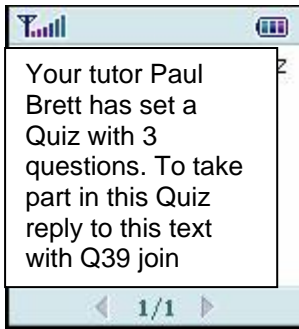 Your tutor Paul
Brett has set a
Quiz with 3
questions. To take
part in this Quiz
reply to this text
with Q39 join
1/1